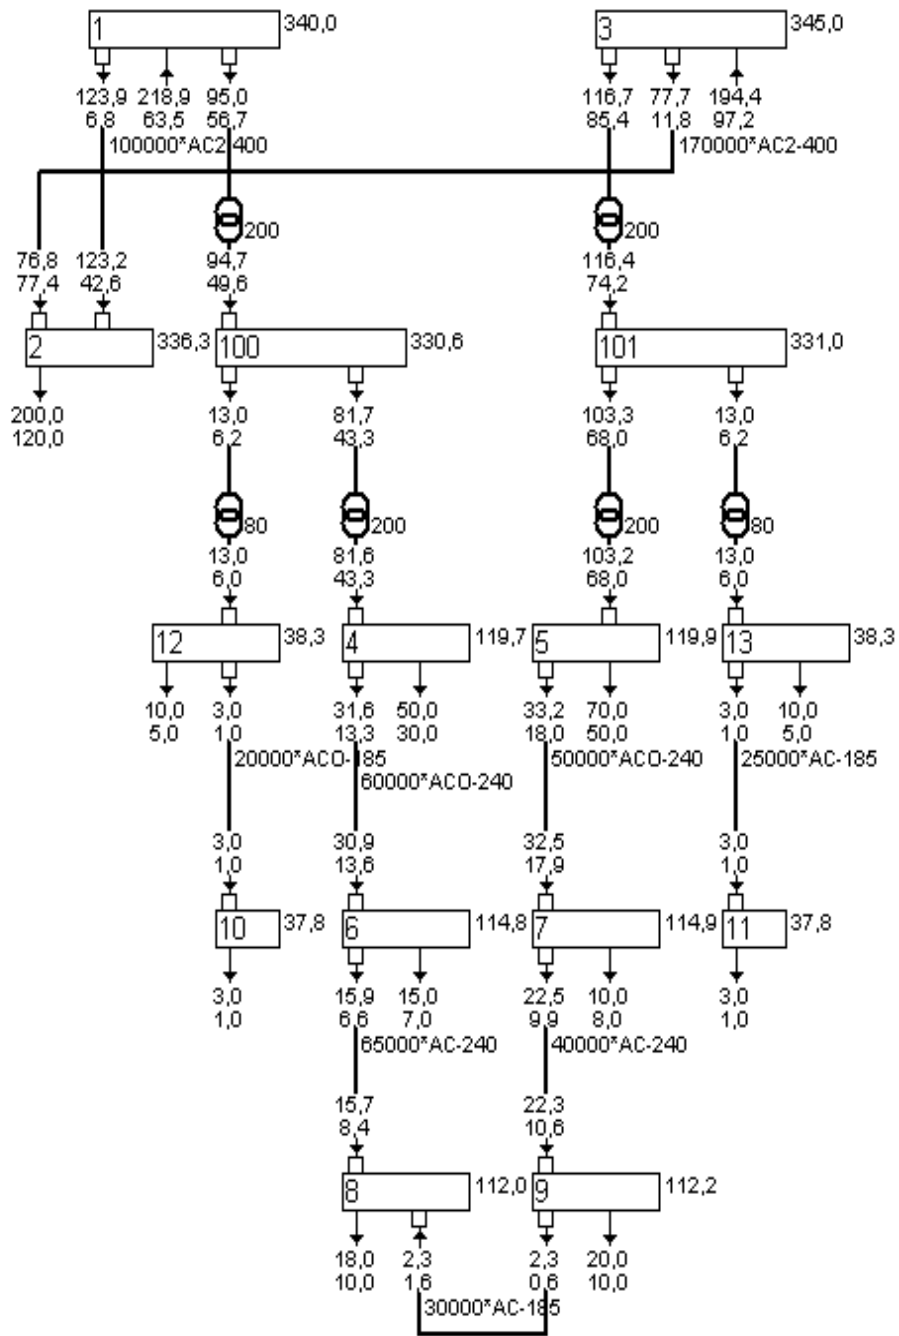 1 340,0 3 345,0
123,9 218,9 95,0 116,7 77,7 194,4
6,8 63,5 56,7 85,4 11,8 97,2
100000*AC2-400 170000*AC2-400
200 200
76,8 123,2 94,7 116,4
77,4 42,6 49,6 74,2
2 336,3 100 330,6 101 331,0
200,0 13,0 81,7 103,3 13,0
120,0 6,2 43,3 68,0 6,2
80 200 200 80
13,0 81,6 103,2 13,0
6,0 43,3 68,0 6,0
12 38,3 4 119,7 5 119,9 13 38,3
10,0 3,0 31,6 50,0 33,2 70,0 3,0 10,0
5,0 1,0 13,3 30,0 18,0 50,0 1,0 5,0
20000*ACO-185 50000*ACO-240 25000*AC-185
60000*ACO-240
3,0 30,9 32,5 3,0
1,0 13,6 17,9 1,0
10 37,8 6 114,8 7 114,9 11 37,8
3,0 15,9 15,0 22,5 10,0 3,0
1,0 6,6 7,0 9,9 8,0 1,0
65000*AC-240 40000*AC-240
15,7 22,3
8,4 10,6
8 112,0 9 112,2
18,0 2,3 2,3 20,0
10,0 1,6 0,6 10,0
30000*AC-185